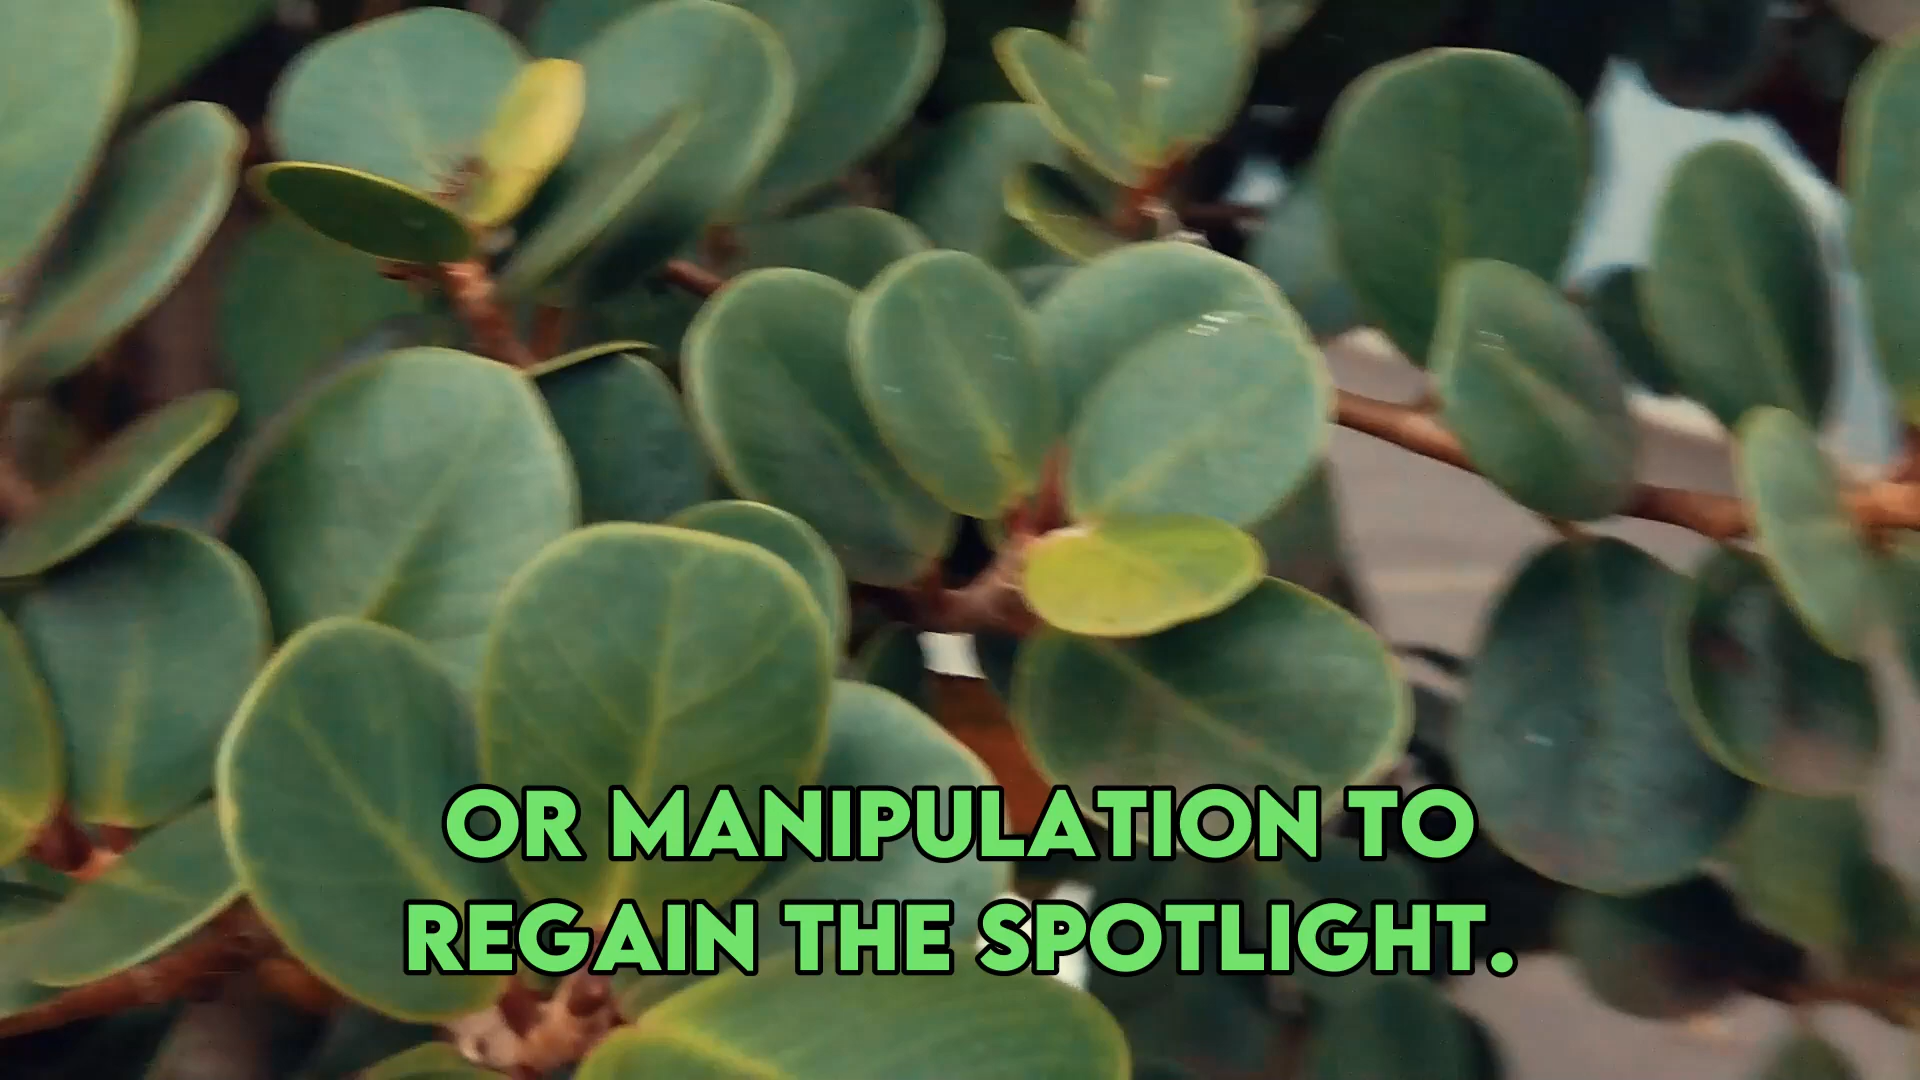 OR MANIPULATION TO
REGAIN THE SPOTLIGHT.